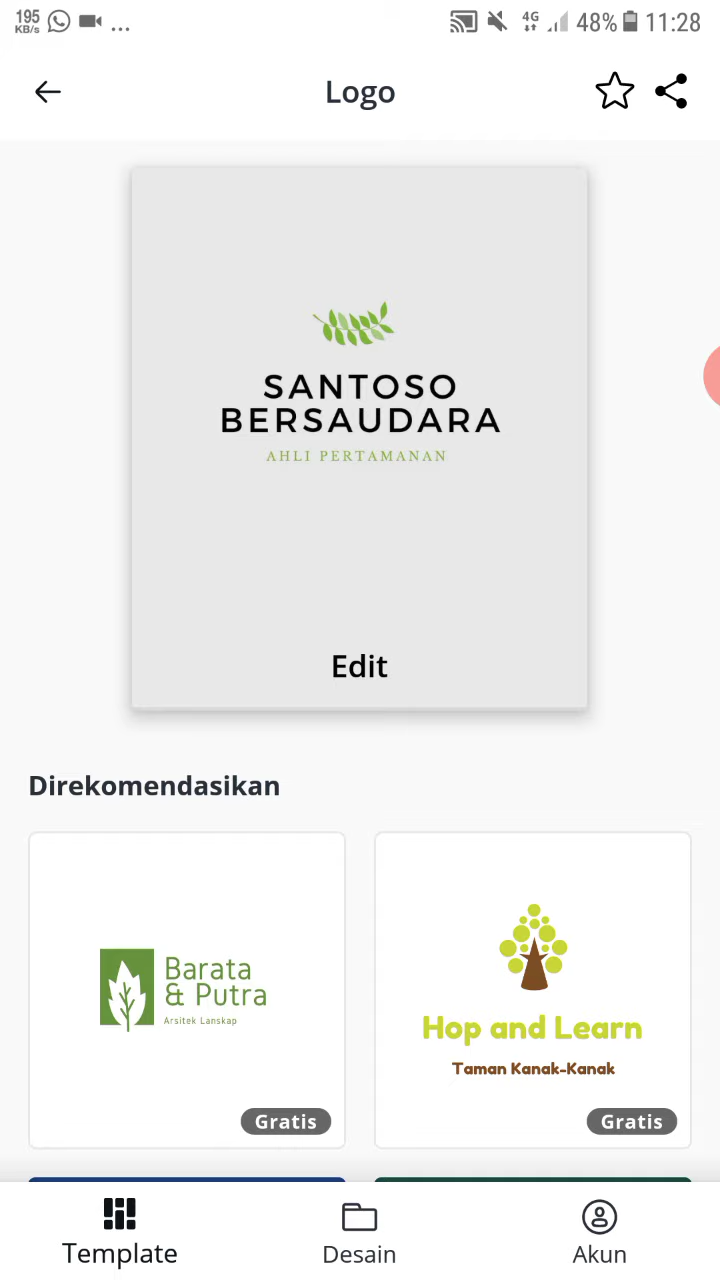 195
KB/s
...
4G
48%
11:28
Logo
SANTOSO
BERSAUDARA
AHLI PERTAMANAN
Edit
Direkomendasikan
Barata
& Putra
Arsitek Lanskap
Gratis
Hop and Learn
Taman Kanak-Kanak
Gratis
Template
Desain
Akun